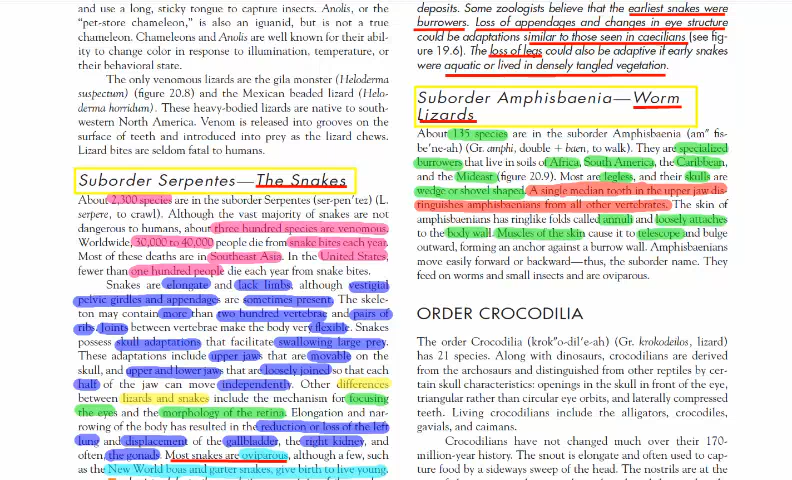 and use a long, sticky tongue to capture insects. Anolis, or the
"pet-store chameleon," is also an iguanid, but is not a true
chameleon. Chameleons and Anolis are well known for their abil-
ity to change color in response to illumination, temperature, or
their behavioral state.
The only venomous lizards are the gila monster (Heloderma
suspectum) (figure 20.8) and the Mexican beaded lizard (Helo-
derma horridum). These heavy-bodied lizards are native to south-
western North America. Venom is released into grooves on the
surface of teeth and introduced into prey as the lizard chews.
Lizard bites are seldom fatal to humans.
Suborder Serpentes—The Snakes
About 2,300 species are in the suborder Serpentes (ser-pen'tez) (L.
serpere, to crawl). Although the vast majority of snakes are not
dangerous to humans, about three hundred species are venomous.
Worldwide, 30,000 to 40,000 people die from snake bites each year.
Most of these deaths are in Southeast Asia. In the United States,
fewer than one hundred people die each year from snake bites.
Snakes are elongate and lack limbs, although vestigial
pelvic girdles and appendages are sometimes present. The skele-
ton may contain more than two hundred vertebrae and pairs of
ribs. Joints between vertebrae make the body very flexible. Snakes
possess skull adaptations that facilitate swallowing large prey.
These adaptations include upper jaws that are movable on the
skull, and upper and lower jaws that are loosely joined so that each
half of the jaw can move independently. Other differences
between lizards and snakes include the mechanism for focusing
the eyes and the morphology of the retina. Elongation and nar-
rowing of the body has resulted in the reduction or loss of the left
lung and displacement of the gallbladder, the right kidney, and
often, the gonads. Most snakes are oviparous, although a few, such
as the New World boas and garter snakes, give birth to live young.
deposits. Some zoologists believe that the earliest snakes were
burrowers. Loss of appendages and changes in eye structure
could be adaptations similar to those seen in caecilians (see fig-
ure 19.6). The loss of legs could also be adaptive if early snakes
were aquatic or lived in densely tangled vegetation.
Suborder Amphisbaenia—Worm
Lizards
About 135 species are in the suborder Amphisbaenia (am" fis-
be'ne-ah) (Gr. amphi, double + baen, to walk). They are specialized
burrowers that live in soils of Africa, South America, the Caribbean,
and the Mideast (figure 20.9). Most are legless, and their skulls are
wedge or shovel shaped. A single median tooth in the upper jaw dis-
tinguishes amphisbaenians from all other vertebrates. The skin of
amphisbaenians has ringlike folds called annuli and loosely attaches
to the body wall. Muscles of the skin cause it to telescope and bulge
outward, forming an anchor against a burrow wall. Amphisbaenians
move easily forward or backward—thus, the suborder name. They
feed on worms and small insects and are oviparous.
ORDER CROCODILIA
The order Crocodilia (krok"o-dil'e-ah) (Gr. krokodeilos, lizard)
has 21 species. Along with dinosaurs, crocodilians are derived
from the archosaurs and distinguished from other reptiles by cer-
tain skull characteristics: openings in the skull in front of the eye,
triangular rather than circular eye orbits, and laterally compressed
teeth. Living crocodilians include the alligators, crocodiles,
gavials, and caimans.
Crocodilians have not changed much over their 170-
million-year history. The snout is elongate and often used to cap-
ture food by a sideways sweep of the head. The nostrils are at the